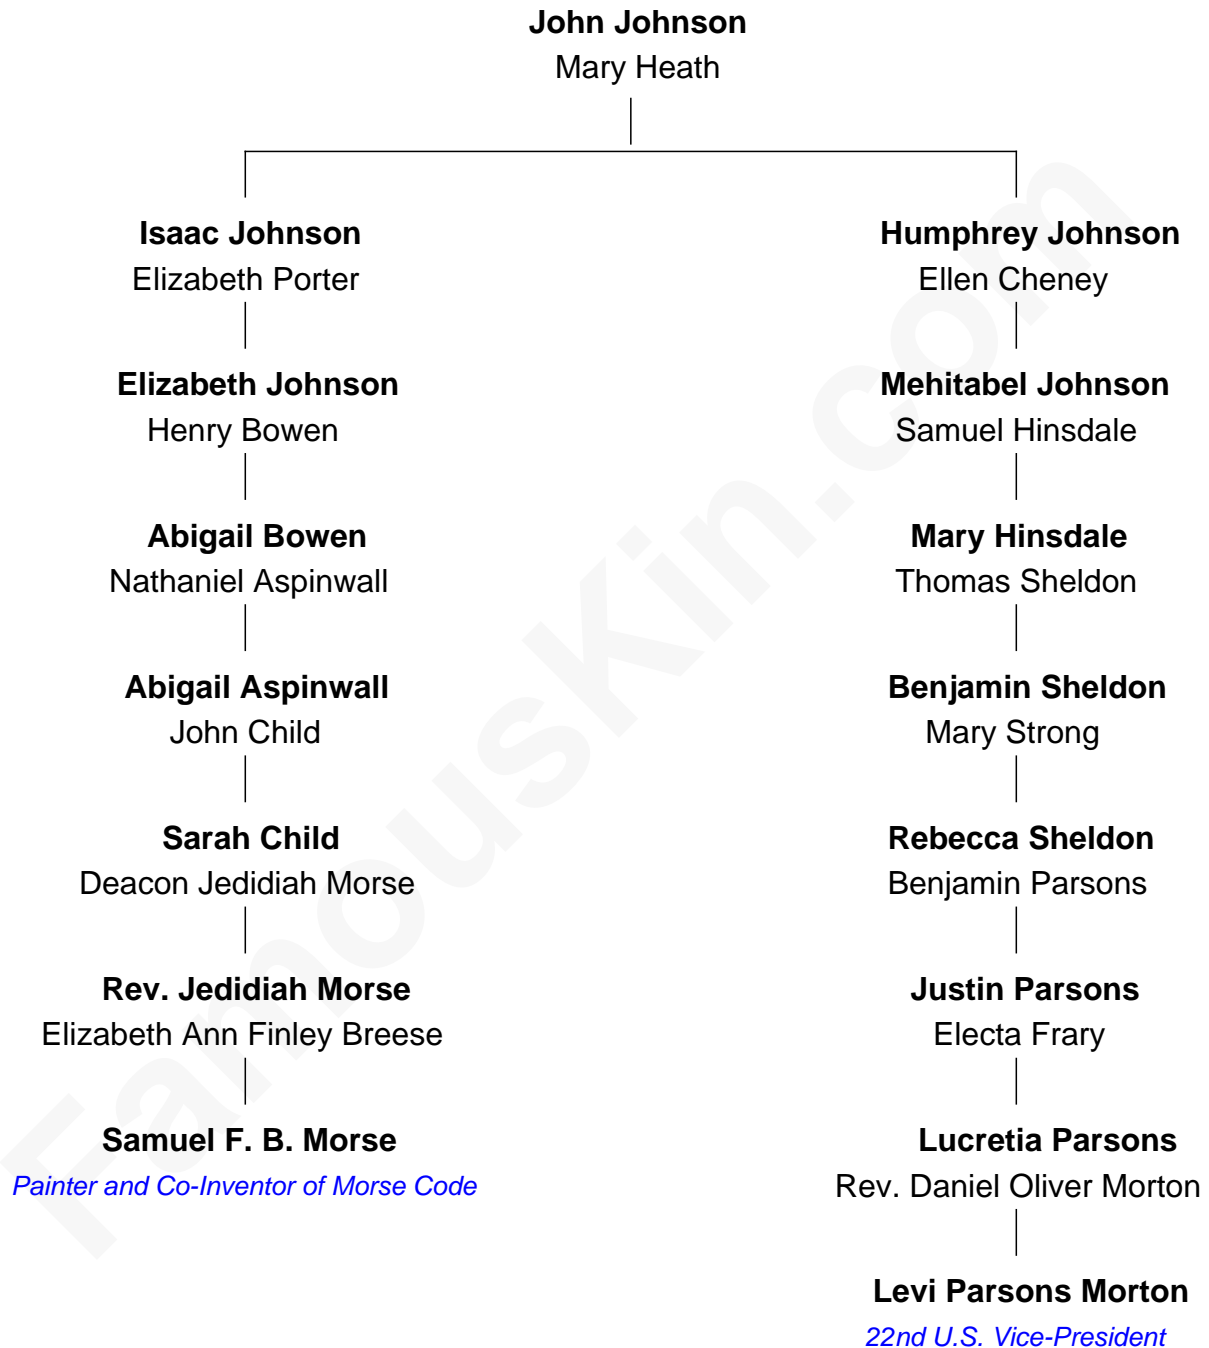 John Johnson
Mary Heath
Isaac Johnson
Elizabeth Porter
Elizabeth Johnson
Henry Bowen
Abigail Bowen
Nathaniel Aspinwall
Abigail Aspinwall
John Child
Sarah Child
Deacon Jedidiah Morse
Rev. Jedidiah Morse
Elizabeth Ann Finley Breese
Samuel F. B. Morse
Painter and Co-Inventor of Morse Code
Humphrey Johnson
Ellen Cheney
Mehitabel Johnson
Samuel Hinsdale
Mary Hinsdale
Thomas Sheldon
Benjamin Sheldon
Mary Strong
Rebecca Sheldon
Benjamin Parsons
Justin Parsons
Electa Frary
Lucretia Parsons
Rev. Daniel Oliver Morton
Levi Parsons Morton
22nd U.S. Vice-President
FamousKin.com